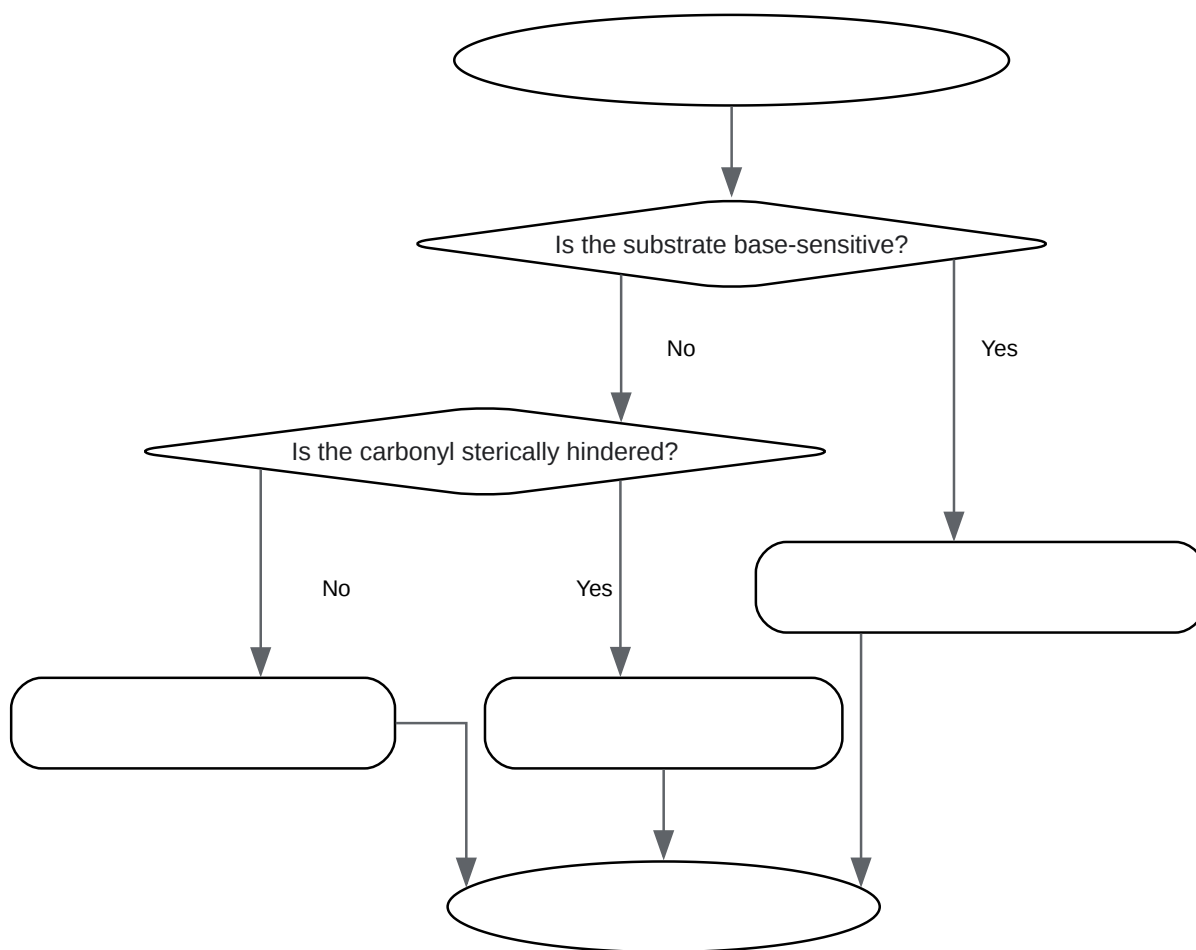 Is the substrate base-sensitive?
No
Yes
Is the carbonyl sterically hindered?
No
Yes